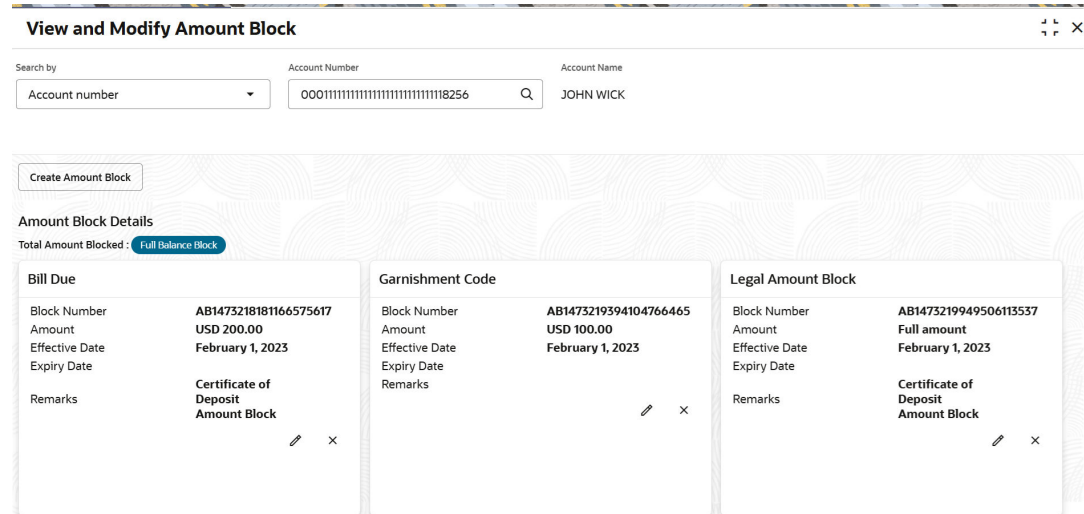 View and Modify Amount Block
Search by
Account number
Account Number
Account Name
JOHN WICK
Create Amount Block
Amount Block Details
Total Amount Blocked : Full Balance Block
Bill Due
Block Number AB1473218181166575617
Amount USD 200.00
Effective Date February 1, 2023
Expiry Date
Remarks Certificate of
Deposit
Amount Block
Garnishment Code
Block Number AB1473219394104766465
Amount USD 100.00
Effective Date February 1, 2023
Expiry Date
Remarks
Legal Amount Block
Block Number AB1473219949506113537
Amount Full amount
Effective Date February 1, 2023
Expiry Date
Remarks Certificate of
Deposit
Amount Block